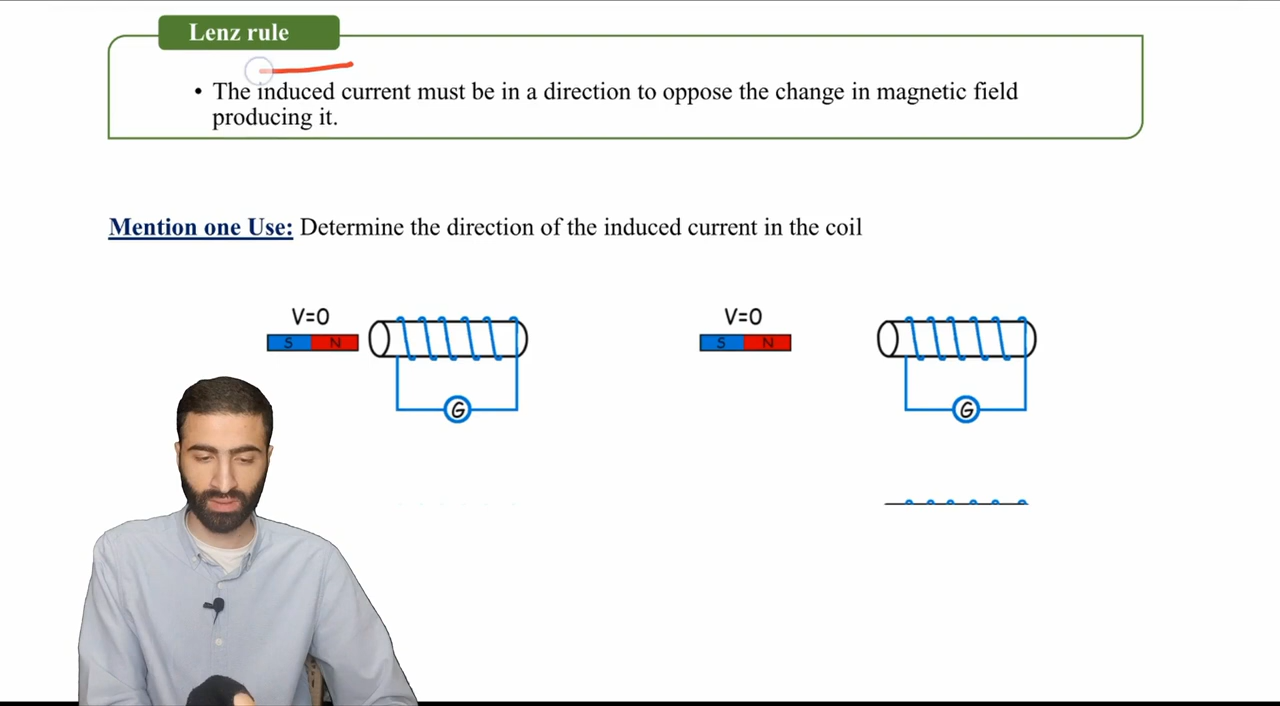 Lenz rule
• The induced current must be in a direction to oppose the change in magnetic field
producing it.
Mention one Use: Determine the direction of the induced current in the coil
V=0
S N
G
V=0
S N
G